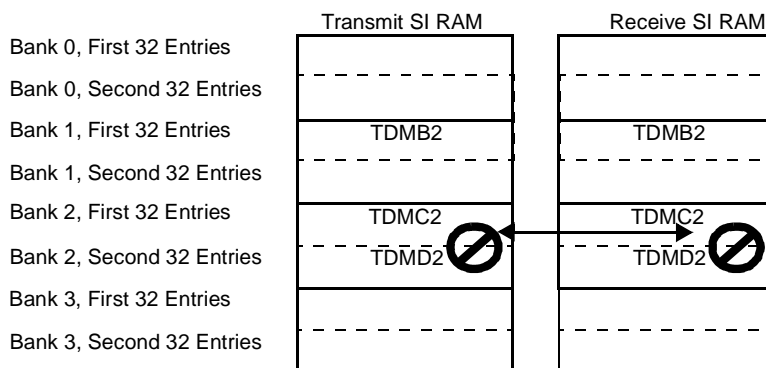 Transmit SI RAM Receive SI RAM
Bank 0, First 32 Entries
Bank 0, Second 32 Entries
Bank 1, First 32 Entries TDMB2 TDMB2
Bank 1, Second 32 Entries
Bank 2, First 32 Entries TDMC2 TDMC2
Bank 2, Second 32 Entries TDMD2 TDMD2
Bank 3, First 32 Entries
Bank 3, Second 32 Entries